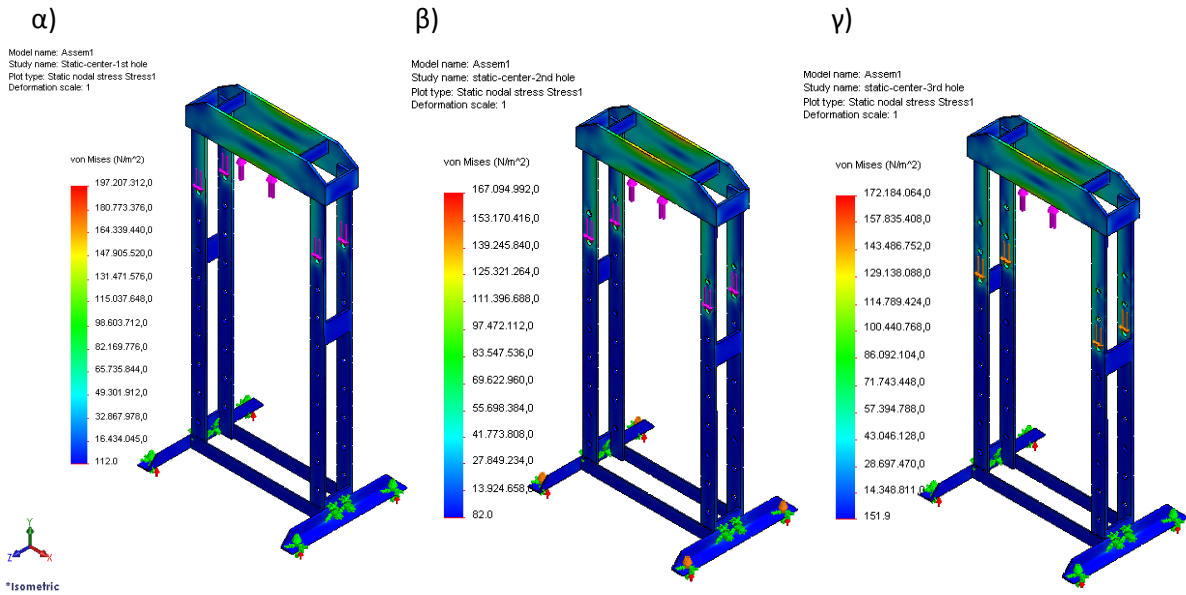 α)
Model name: Assem1
Study name: Static-center-1st hole
Plot type: Static nodal stress Stress1
Deformation scale: 1
von Mises (N/m^2)
197.207.312,0
180.773.376,0
164.339.440,0
147.905.520,0
131.471.576,0
115.037.648,0
98.603.712,0
82.169.776,0
65.735.844,0
49.301.912,0
32.867.978,0
16.434.045,0
112.0
Y
Z
X
*Isometric
β)
Model name: Assem1
Study name: static-center-2nd hole
Plot type: Static nodal stress Stress1
Deformation scale: 1
von Mises (N/m^2)
167.094.992,0
153.170.416,0
139.245.840,0
125.321.264,0
111.396.688,0
97.472.112,0
83.547.536,0
69.622.960,0
55.698.384,0
41.773.808,0
27.849.234,0
13.924.658,0
82.0
γ)
Model name: Assem1
Study name: static-center-3rd hole
Plot type: Static nodal stress Stress1
Deformation scale: 1
von Mises (N/m^2)
172.184.064,0
157.835.408,0
143.486.752,0
129.138.088,0
114.789.424,0
100.440.768,0
86.092.104,0
71.743.448,0
57.394.788,0
43.046.128,0
28.697.470,0
14.348.811,0
151.9